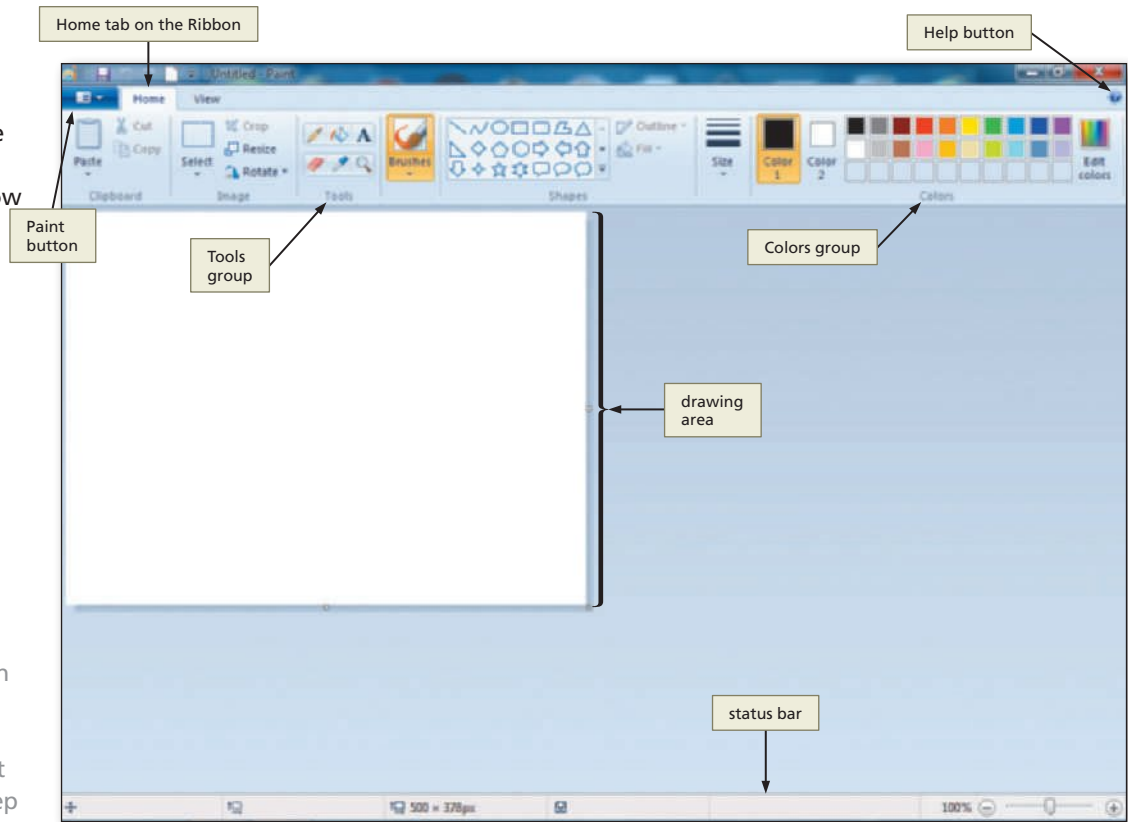 Home tab on the Ribbon
Help button
Untitled - Paint
Home View
Paste
Cut
Copy
Clipboard
Select
Crop
Resize
Rotate
Image
Tools
Brushes
Shapes
Outline
Fill
Size
Color 1
Color 2
Edit colors
Colors
ow
Paint
button
Tools
group
Colors group
drawing
area
status bar
500 × 378px
100%
e
n
t
ep